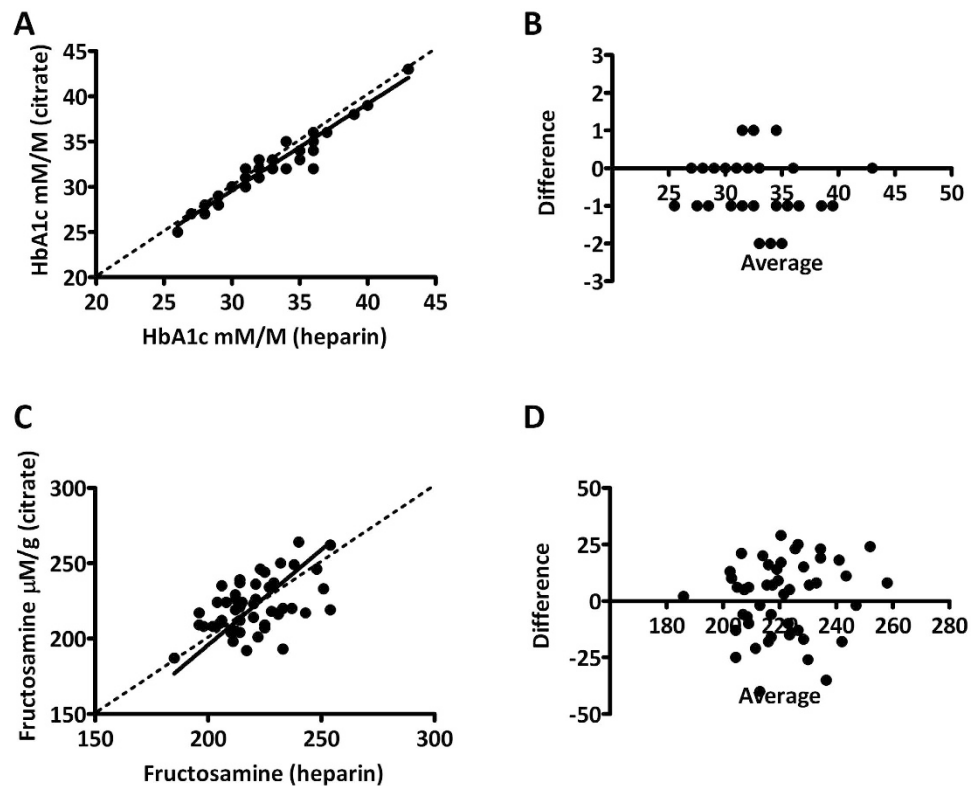 A
HbA1c mM/M (citrate)
45
40
35
30
25
20
20 25 30 35 40 45
HbA1c mM/M (heparin)
B
Difference
3
2
1
0
-1
-2
-3
25 30 35 40 45 50
Average
C
Fructosamine µM/g (citrate)
300
250
200
150
150 200 250 300
Fructosamine (heparin)
D
Difference
50
25
0
-25
-50
180 200 220 240 260 280
Average